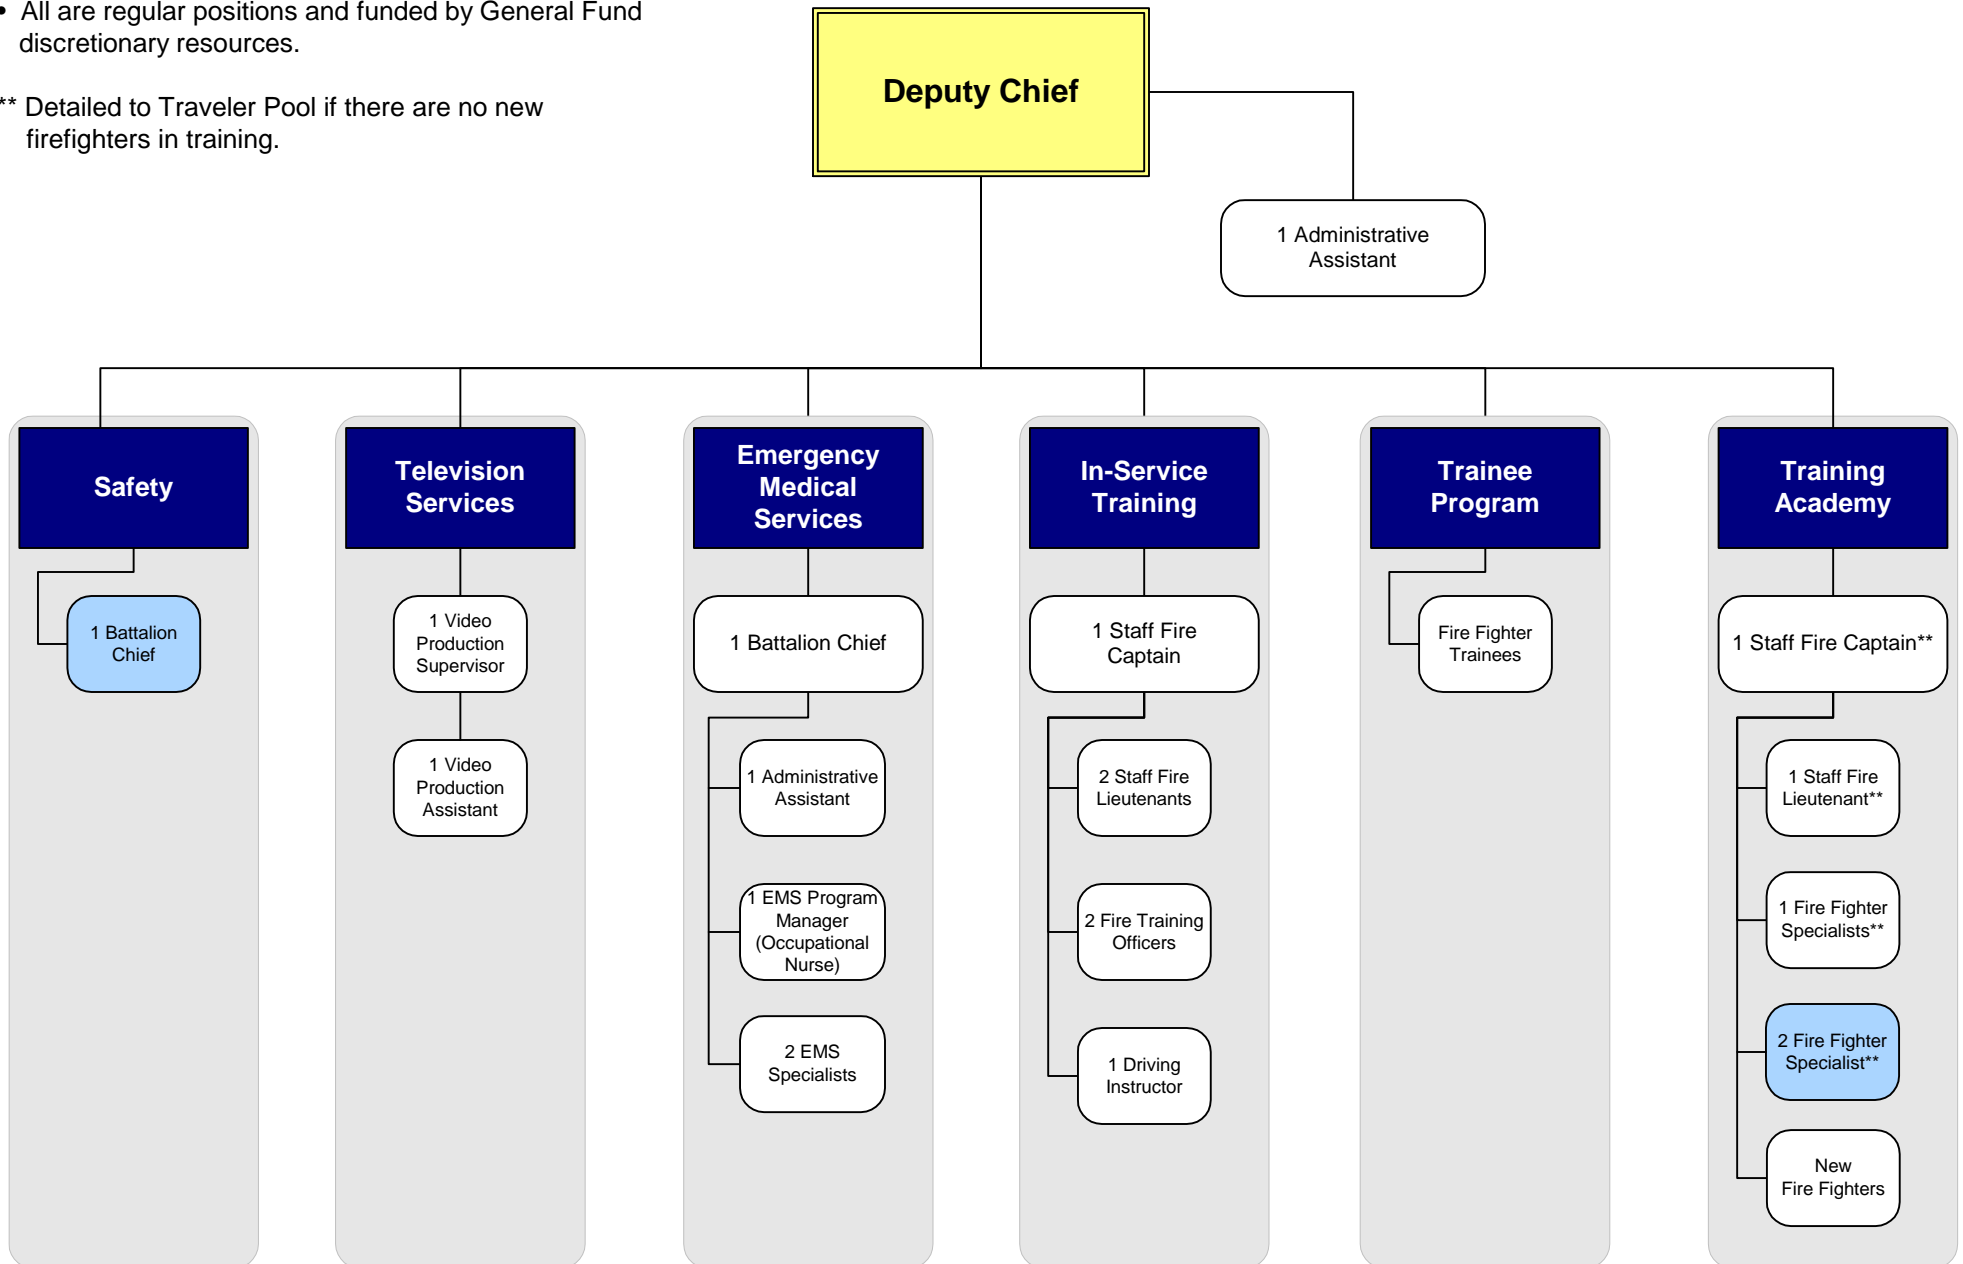 • All are regular positions and funded by General Fund
discretionary resources.
** Detailed to Traveler Pool if there are no new
firefighters in training.
Deputy Chief
1 Administrative
Assistant
Safety
1 Battalion
Chief
Television
Services
1 Video
Production
Supervisor
1 Video
Production
Assistant
Emergency
Medical
Services
1 Battalion Chief
1 Administrative
Assistant
1 EMS Program
Manager
(Occupational
Nurse)
2 EMS
Specialists
In-Service
Training
1 Staff Fire
Captain
2 Staff Fire
Lieutenants
2 Fire Training
Officers
1 Driving
Instructor
Trainee
Program
Fire Fighter
Trainees
Training
Academy
1 Staff Fire Captain**
1 Staff Fire
Lieutenant**
1 Fire Fighter
Specialists**
2 Fire Fighter
Specialist**
New
Fire Fighters